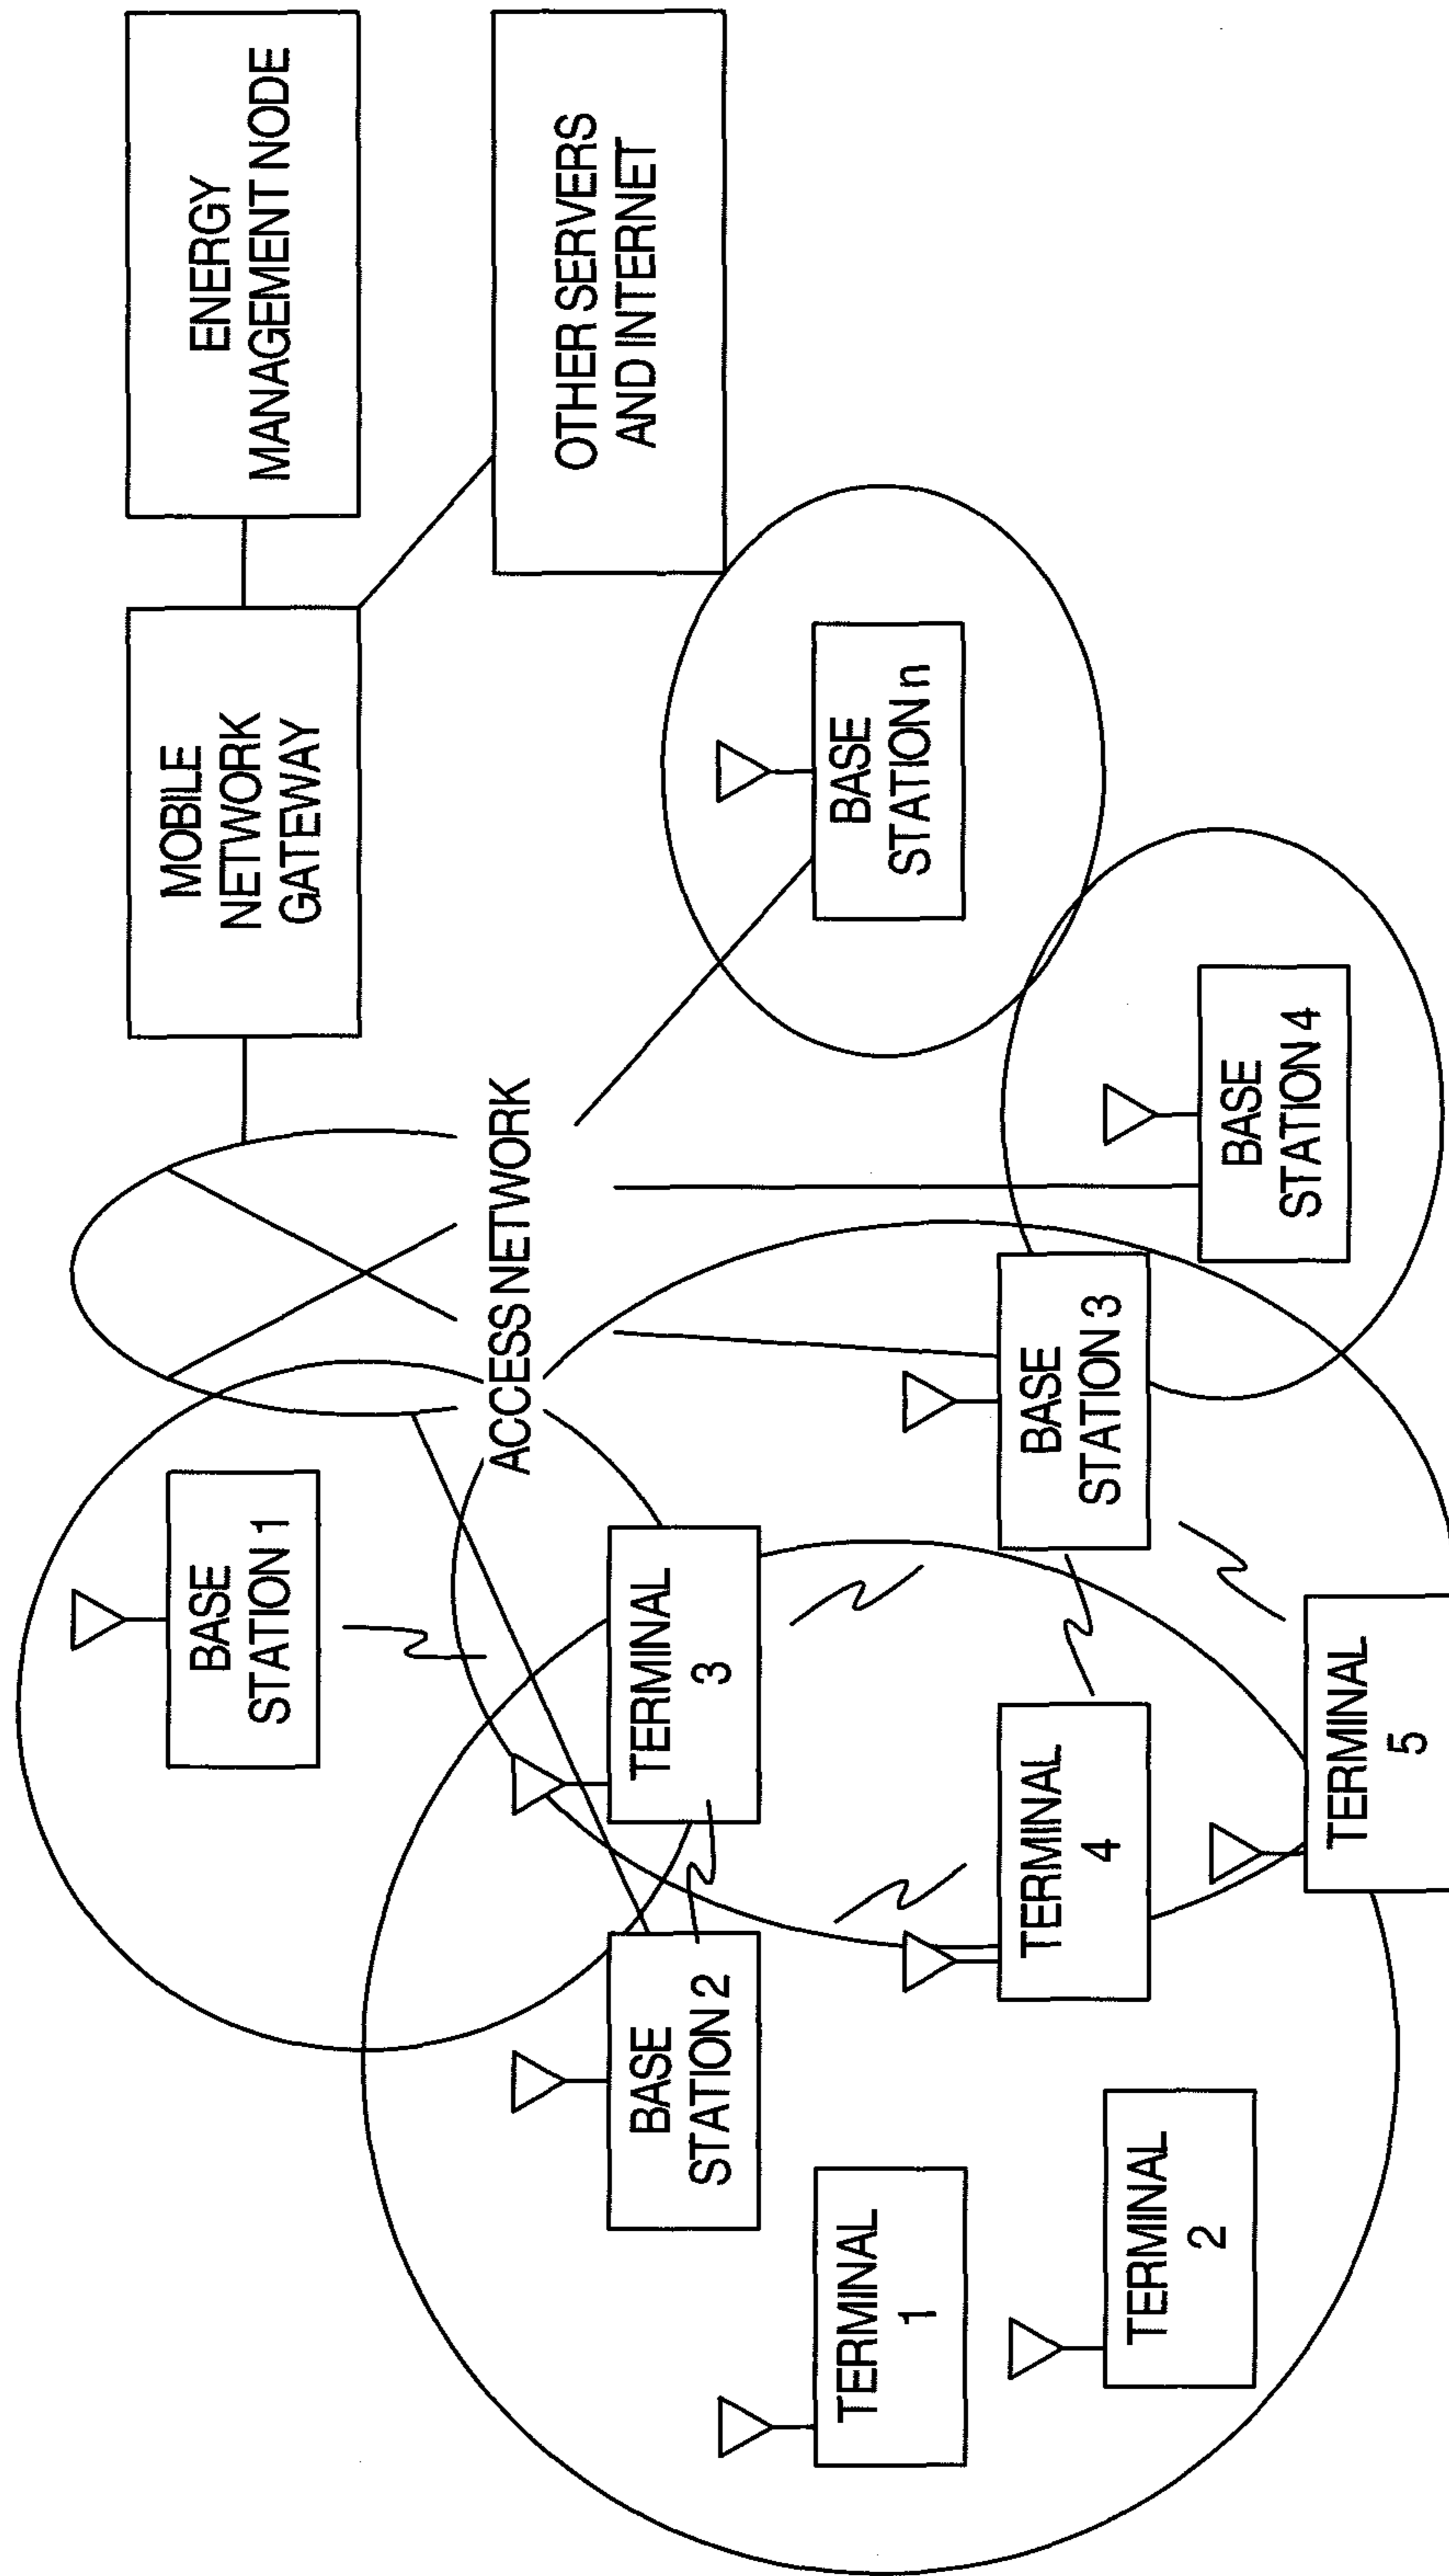 ENERGY
MANAGEMENT NODE
MOBILE
NETWORK
GATEWAY
OTHER SERVERS
AND INTERNET
ACCESS NETWORK
BASE
STATION 1
BASE
STATION 2
TERMINAL
3
BASE
STATION n
TERMINAL
1
TERMINAL
4
BASE
STATION 3
TERMINAL
2
BASE
STATION 4
TERMINAL
5